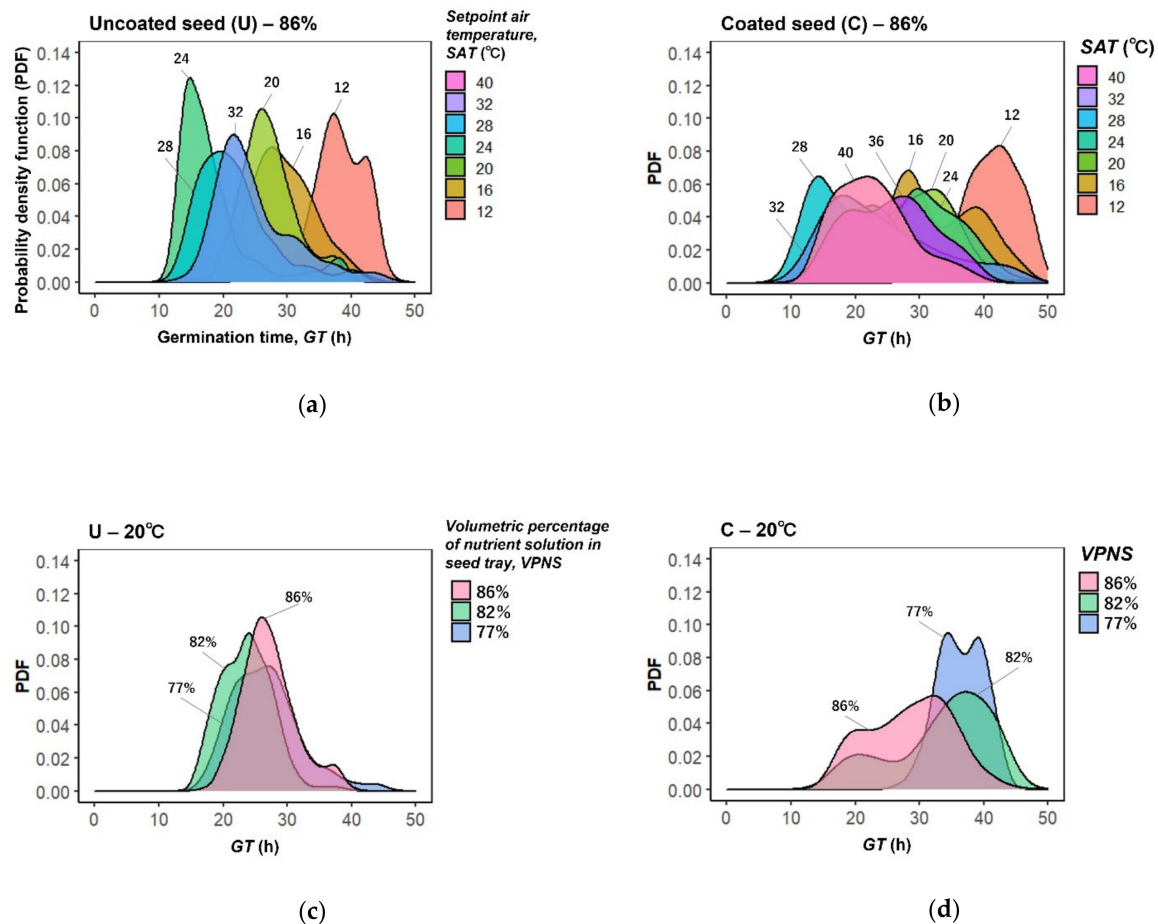 Uncoated seed (U) – 86%
Setpoint air
temperature,
SAT (°C)
40
32
28
24
20
16
12
Probability density function (PDF)
0.14
0.12
0.10
0.08
0.06
0.04
0.02
0.00
24
28
32
20
16
12
0 10 20 30 40 50
Germination time, GT (h)
(a)
Coated seed (C) – 86%
SAT (°C)
40
32
28
24
20
16
12
PDF
0.14
0.12
0.10
0.08
0.06
0.04
0.02
0.00
32
28
40
36
16
20
24
12
0 10 20 30 40 50
GT (h)
(b)
U – 20°C
Volumetric percentage
of nutrient solution in
seed tray, VPNS
86%
82%
77%
PDF
0.14
0.12
0.10
0.08
0.06
0.04
0.02
0.00
86%
82%
77%
0 10 20 30 40 50
GT (h)
(c)
C – 20°C
VPNS
86%
82%
77%
PDF
0.14
0.12
0.10
0.08
0.06
0.04
0.02
0.00
77%
82%
86%
0 10 20 30 40 50
GT (h)
(d)